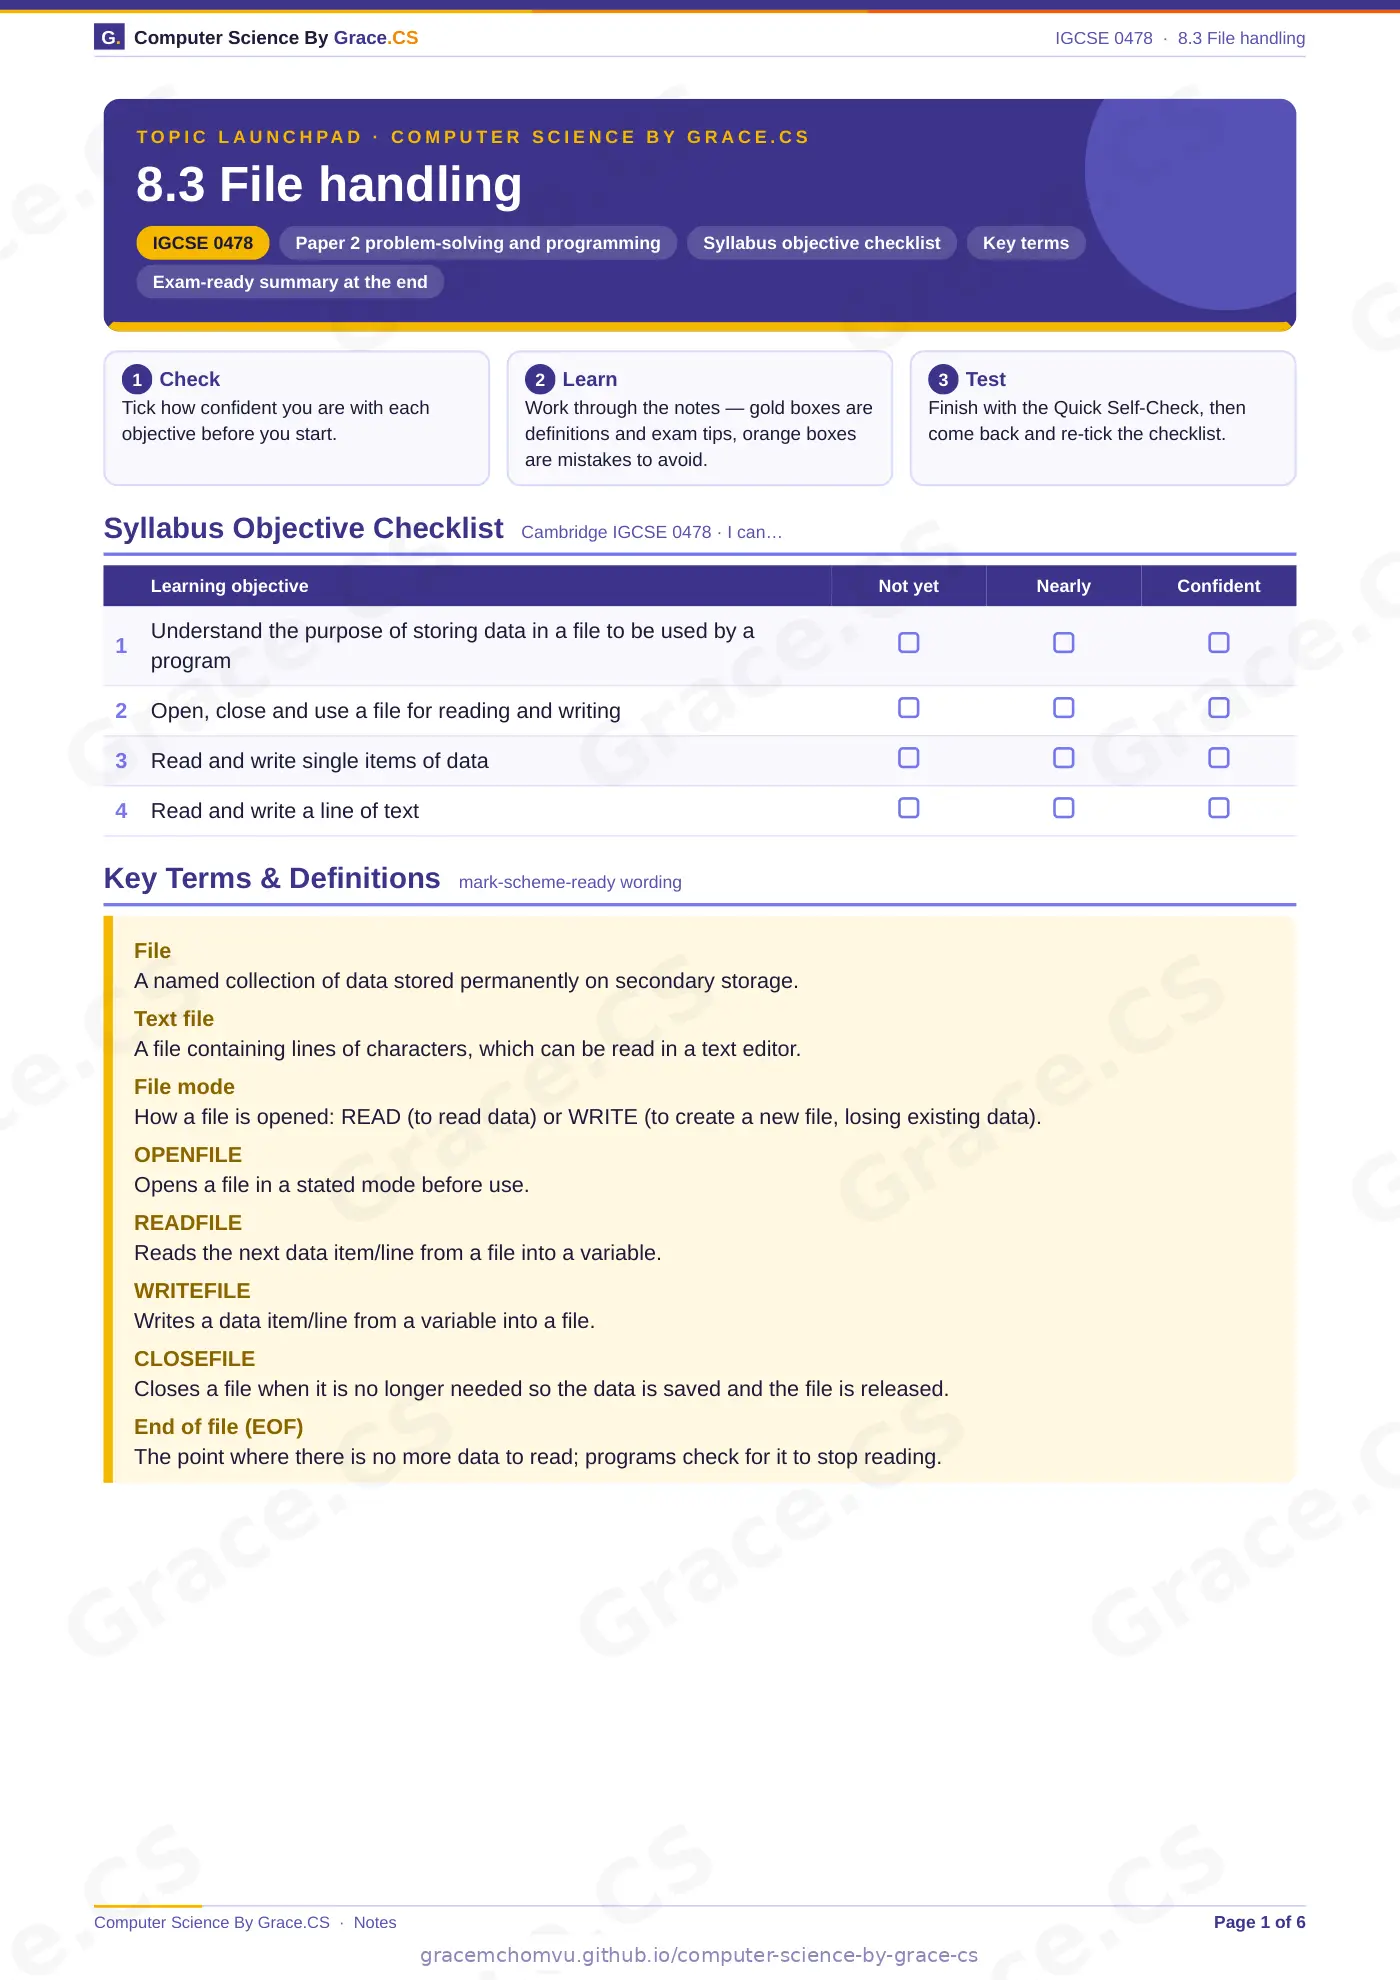 G. Computer Science By Grace.CS
IGCSE 0478 · 8.3 File handling
TOPIC LAUNCHPAD · COMPUTER SCIENCE BY GRACE.CS
8.3 File handling
IGCSE 0478 Paper 2 problem-solving and programming Syllabus objective checklist Key terms
Exam-ready summary at the end
1 Check
Tick how confident you are with each
objective before you start.
2 Learn
Work through the notes — gold boxes are
definitions and exam tips, orange boxes
are mistakes to avoid.
3 Test
Finish with the Quick Self-Check, then
come back and re-tick the checklist.
Syllabus Objective Checklist Cambridge IGCSE 0478 · I can…
Learning objective Not yet Nearly Confident
1 Understand the purpose of storing data in a file to be used by a
program
2 Open, close and use a file for reading and writing
3 Read and write single items of data
4 Read and write a line of text
Key Terms & Definitions mark-scheme-ready wording
File
A named collection of data stored permanently on secondary storage.
Text file
A file containing lines of characters, which can be read in a text editor.
File mode
How a file is opened: READ (to read data) or WRITE (to create a new file, losing existing data).
OPENFILE
Opens a file in a stated mode before use.
READFILE
Reads the next data item/line from a file into a variable.
WRITEFILE
Writes a data item/line from a variable into a file.
CLOSEFILE
Closes a file when it is no longer needed so the data is saved and the file is released.
End of file (EOF)
The point where there is no more data to read; programs check for it to stop reading.
Computer Science By Grace.CS · Notes
Page 1 of 6
gracemchomvu.github.io/computer-science-by-grace-cs